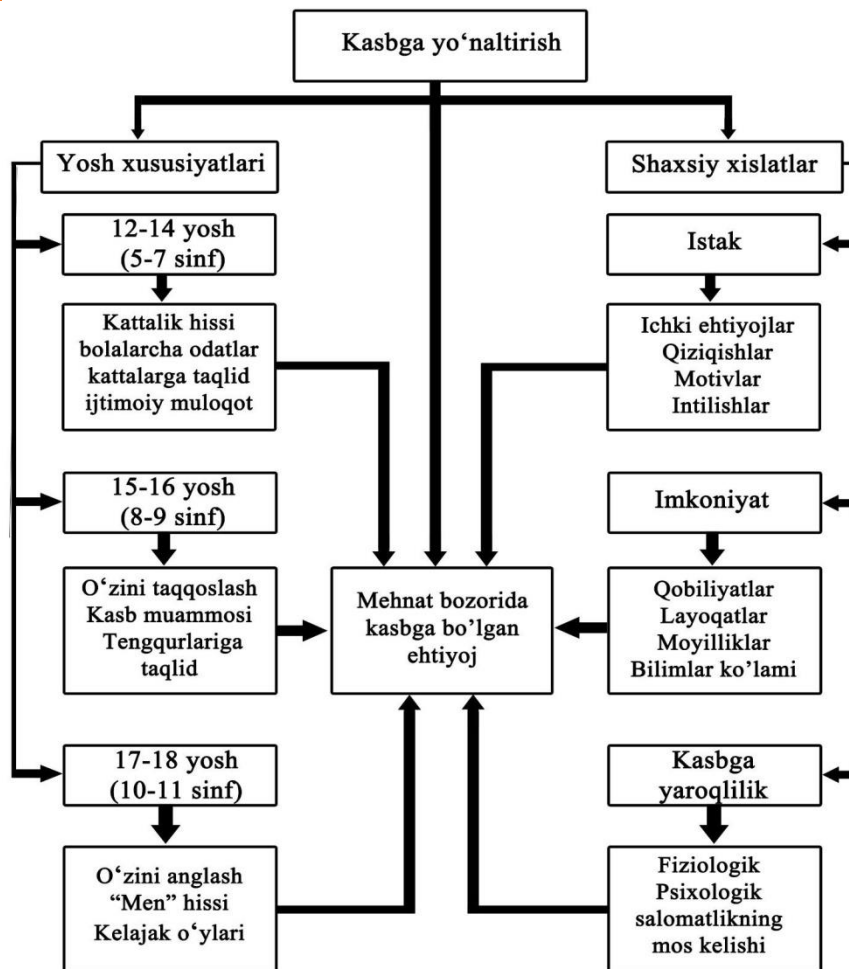 Kasbga yo‘naltirish
Yosh xususiyatlari
12-14 yosh
(5-7 sinf)
Kattalik hissi
bolalarcha odatlar
kattalarga taqlid
ijtimoiy muloqot
15-16 yosh
(8-9 sinf)
O‘zini taqqoslash
Kasb muammosi
Tengqurlariga
taqlid
17-18 yosh
(10-11 sinf)
O‘zini anglash
“Men” hissi
Kelajak o‘ylari
Mehnat bozorida
kasbga bo’lgan
ehtiyoj
Shaxsiy xislatlar
Istak
Ichki ehtiyojlar
Qiziqishlar
Motivlar
Intilishlar
Imkoniyat
Qobiliyatlar
Layoqatlar
Moyilliklar
Bilimlar ko’lami
Kasbga
yaroqlilik
Fiziologik
Psixologik
salomatlikning
mos kelishi